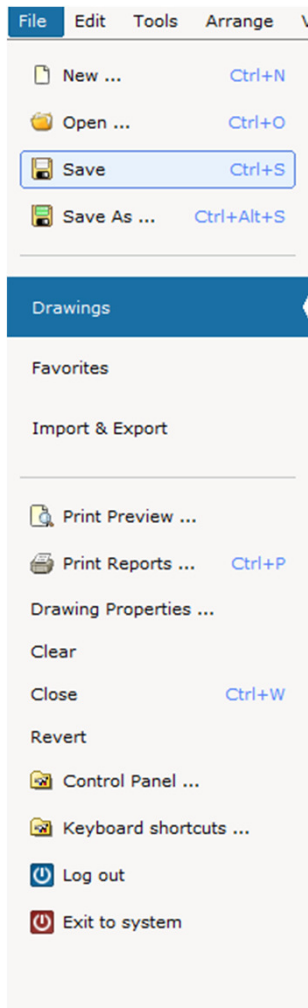 File Edit Tools Arrange
New ... Ctrl+N
Open ... Ctrl+O
Save Ctrl+S
Save As ... Ctrl+Alt+S
Drawings
Favorites
Import & Export
Print Preview ...
Print Reports ... Ctrl+P
Drawing Properties ...
Clear
Close Ctrl+W
Revert
Control Panel ...
Keyboard shortcuts ...
Log out
Exit to system